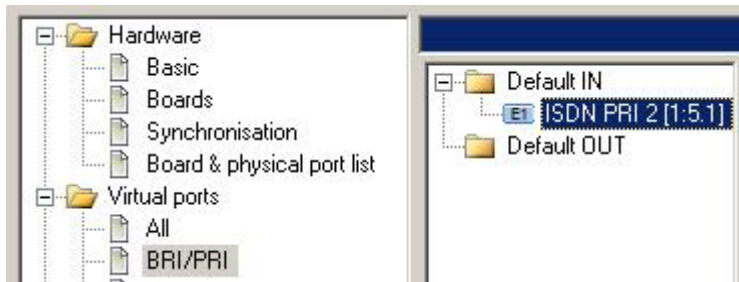 Hardware
Basic
Boards
Synchronisation
Board & physical port list
Virtual ports
All
BRI/PRI
Default IN
E1 ISDN PRI 2 [1:5.1]
Default OUT